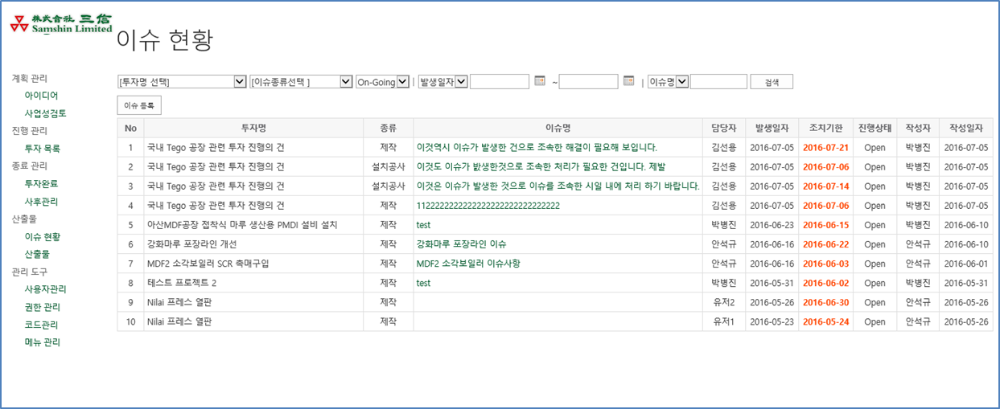 株式會社 三信
Samshin Limited
이슈 현황
계획 관리
아이디어
사업성검토
진행 관리
투자 목록
종료 관리
투자완료
사후관리
산출물
이슈 현황
산출물
관리 도구
사용자관리
권한 관리
코드관리
메뉴 관리
[투자명 선택] [이슈종류선택 ] On-Going | 발생일자 ~ | 이슈명 검색
이슈 등록
No 투자명 종류 이슈명 담당자 발생일자 조치기한 진행상태 작성자 작성일자
1 국내 Tego 공장 관련 투자 진행의 건 제작 이것역시 이슈가 발생한 건으로 조속한 해결이 필요해 보입니다. 김선용 2016-07-05 2016-07-21 Open 박병진 2016-07-05
2 국내 Tego 공장 관련 투자 진행의 건 설치공사 이것도 이슈가 발생한것으로 조속한 처리가 필요한 건입니다. 제발 김선용 2016-07-05 2016-07-06 Open 박병진 2016-07-05
3 국내 Tego 공장 관련 투자 진행의 건 설치공사 이것은 이슈가 발생한 것으로 이슈를 조속한 시일 내에 처리 하기 바랍니다. 김선용 2016-07-05 2016-07-14 Open 박병진 2016-07-05
4 국내 Tego 공장 관련 투자 진행의 건 제작 김선용 2016-07-05 2016-07-06 Open 박병진 2016-07-05
5 아산MDF공장 접착식 마루 생산용 PMDI 설비 설치 제작 test 박병진 2016-06-23 2016-06-15 Open 박병진 2016-06-10
6 강화마루 포장라인 개선 제작 강화마루 포장라인 이슈 안석규 2016-06-16 2016-06-22 Open 안석규 2016-06-10
7 MDF2 소각보일러 SCR 촉매구입 제작 MDF2 소각보일러 이슈사항 안석규 2016-06-16 2016-06-03 Open 안석규 2016-06-01
8 테스트 프로젝트 2 제작 test 박병진 2016-05-31 2016-06-02 Open 박병진 2016-05-31
9 Nilai 프레스 열판 제작 유저2 2016-05-26 2016-06-30 Open 안석규 2016-05-26
10 Nilai 프레스 열판 제작 유저1 2016-05-23 2016-05-24 Open 안석규 2016-05-26